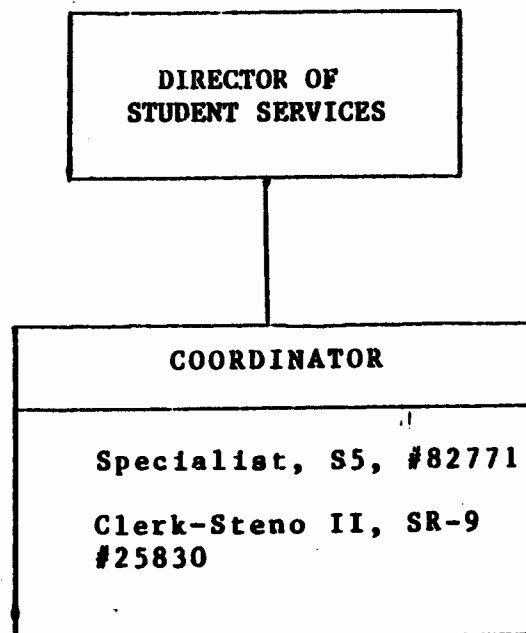 DIRECTOR OF
STUDENT SERVICES
COORDINATOR
Specialist, S5, #82771
Clerk-Steno II, SR-9
#25830